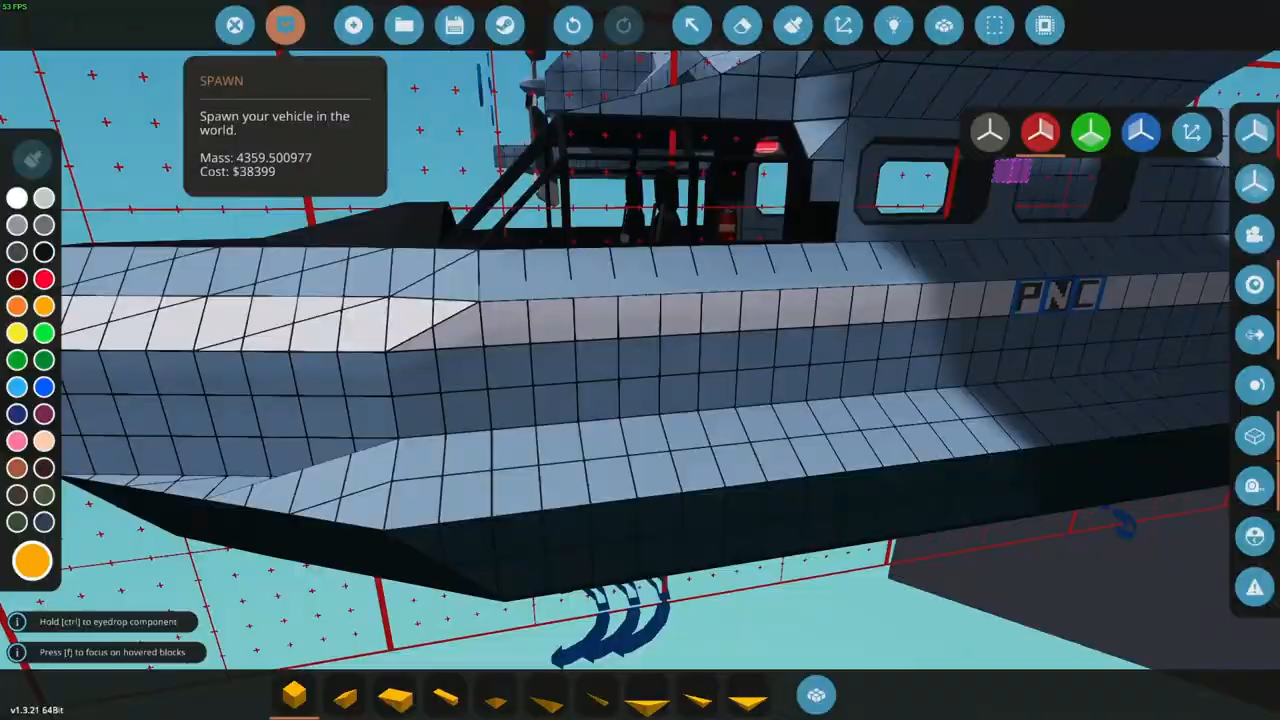 53 FPS
SPAWN
Spawn your vehicle in the
world.
Mass: 4359.500977
Cost: $38399
PNC
Hold [ctrl] to eyedrop component
Press [f] to focus on hovered blocks
v1.3.21 64Bit